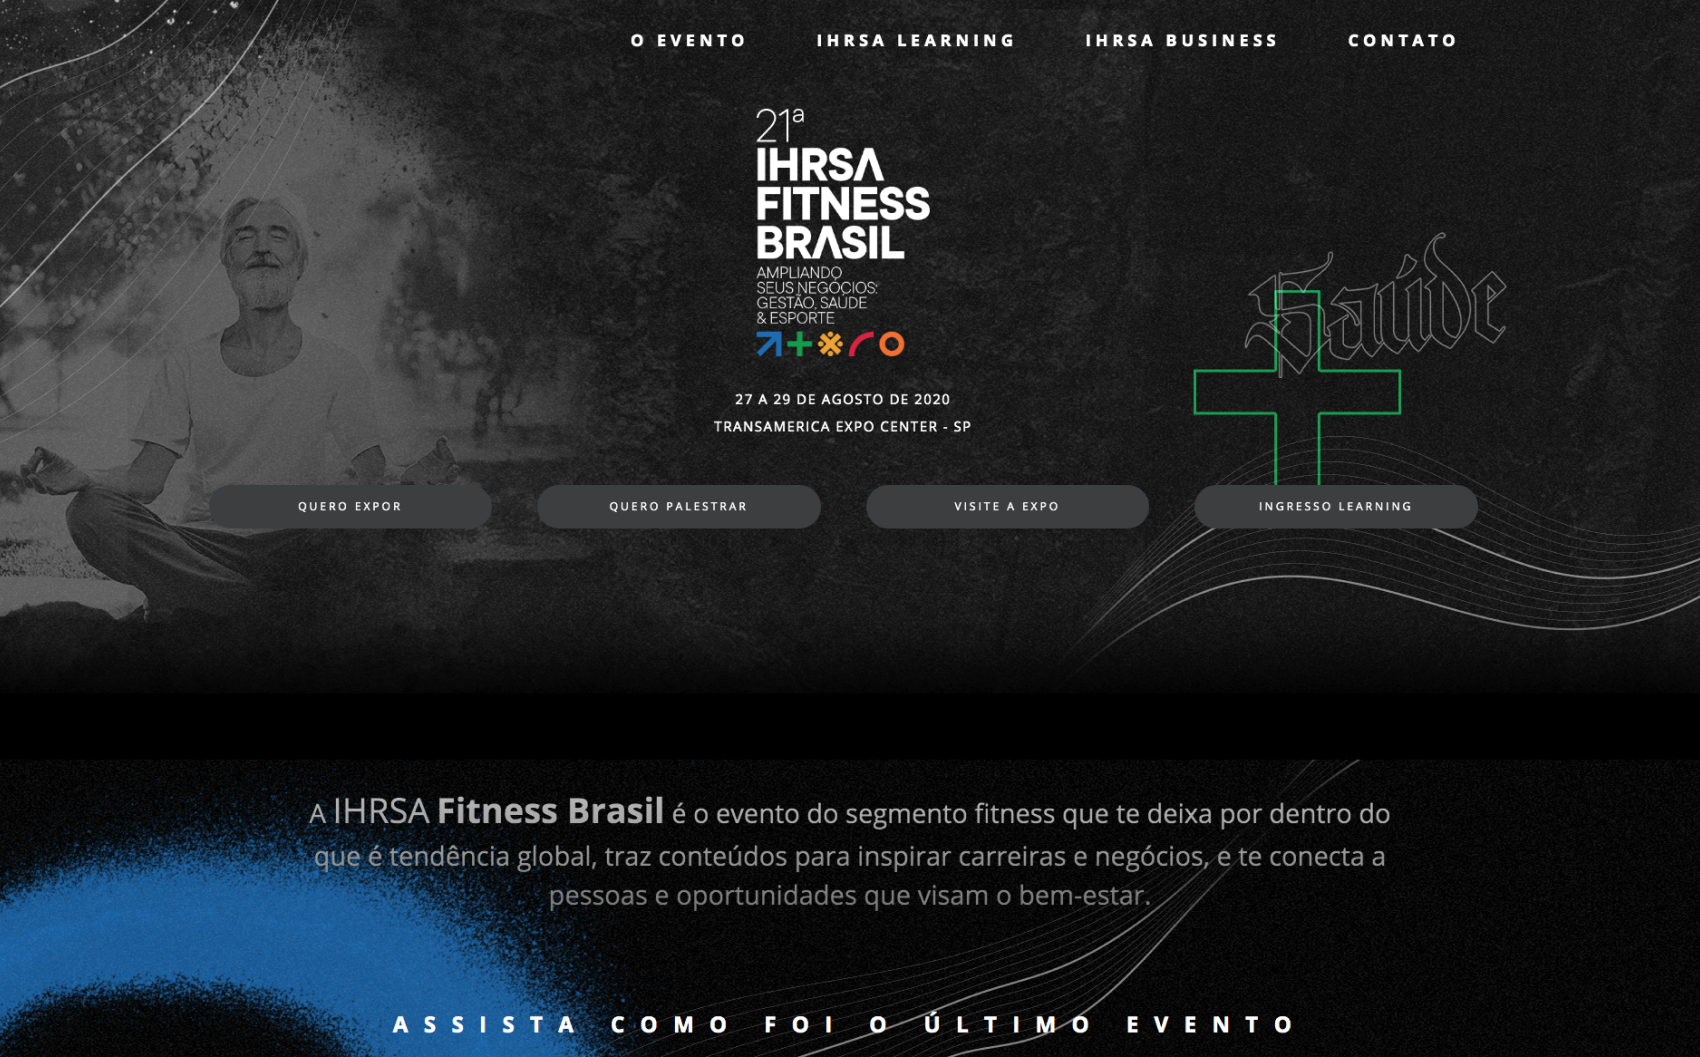 O EVENTO
IHRSA LEARNING
IHRSA BUSINESS
CONTATO
21ª
IHRSA
FITNESS
BRASIL
AMPLIANDO
SEUS NEGÓCIOS:
GESTÃO, SAÚDE
& ESPORTE
27 A 29 DE AGOSTO DE 2020
TRANSAMERICA EXPO CENTER - SP
Saúde
QUERO EXPOR
QUERO PALESTRAR
VISITE A EXPO
INGRESSO LEARNING
A IHRSA Fitness Brasil é o evento do segmento fitness que te deixa por dentro do
que é tendência global, traz conteúdos para inspirar carreiras e negócios, e te conecta a
pessoas e oportunidades que visam o bem-estar.
ASSISTA COMO FOI O ÚLTIMO EVENTO